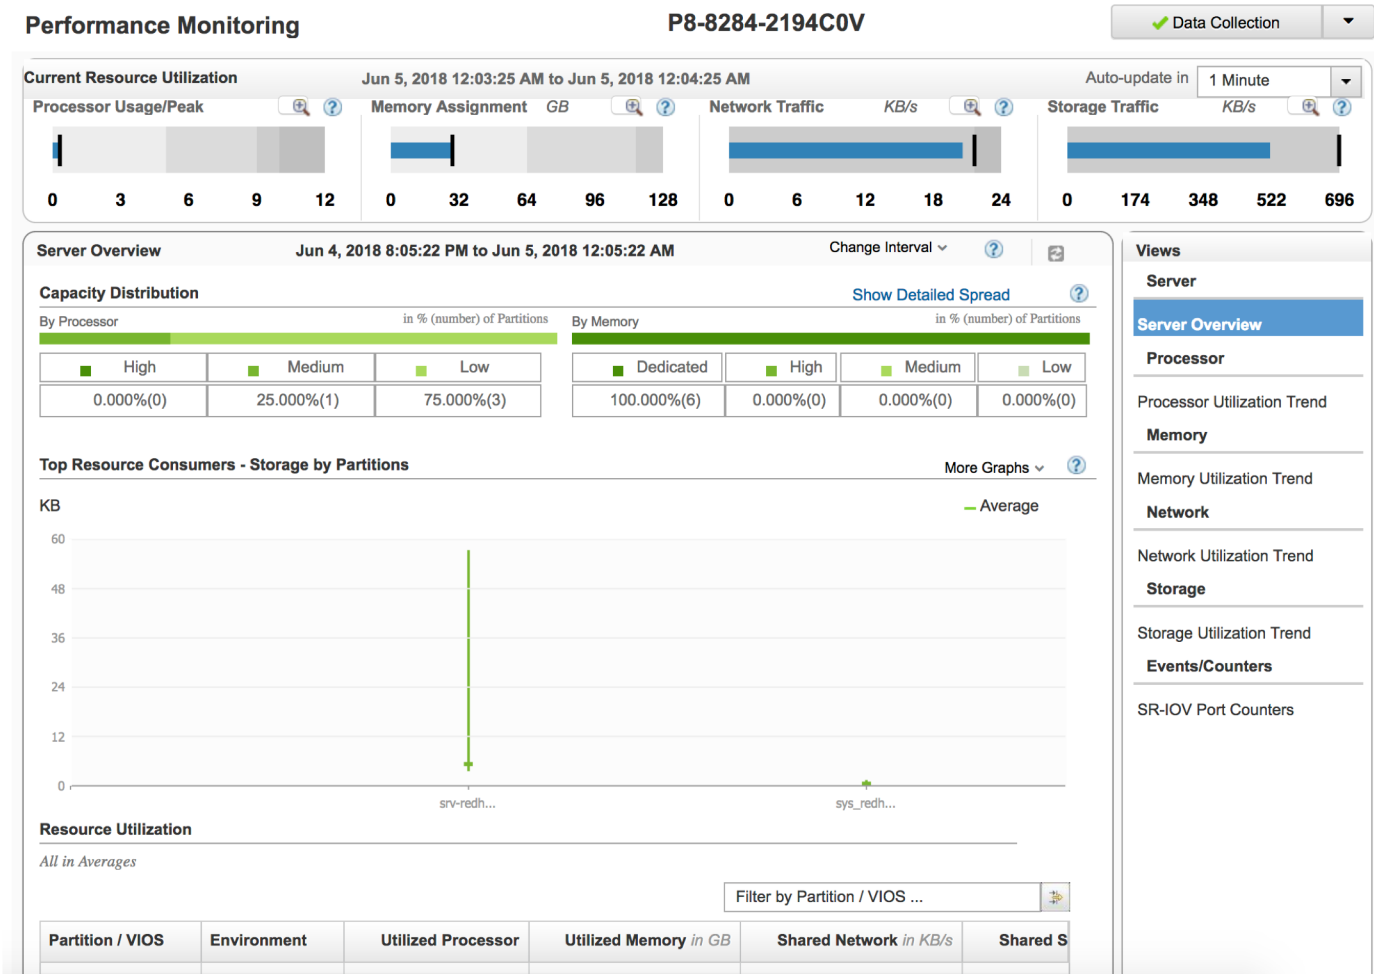 Performance Monitoring
P8-8284-2194C0V
Data Collection
Current Resource Utilization
Jun 5, 2018 12:03:25 AM to Jun 5, 2018 12:04:25 AM
Auto-update in
1 Minute
Processor Usage/Peak
Memory Assignment GB
Network Traffic KB/s
Storage Traffic KB/s
0 3 6 9 12
0 32 64 96 128
0 6 12 18 24
0 174 348 522 696
Server Overview
Jun 4, 2018 8:05:22 PM to Jun 5, 2018 12:05:22 AM
Change Interval
Capacity Distribution
Show Detailed Spread
By Processor in % (number) of Partitions
High Medium Low
0.000%(0) 25.000%(1) 75.000%(3)
By Memory in % (number) of Partitions
Dedicated High Medium Low
100.000%(6) 0.000%(0) 0.000%(0) 0.000%(0)
Top Resource Consumers - Storage by Partitions
More Graphs
KB
Average
60
48
36
24
12
0
srv-redh... sys_redh...
Resource Utilization
All in Averages
Filter by Partition / VIOS ...
Partition / VIOS Environment Utilized Processor Utilized Memory in GB Shared Network in KB/s Shared S
Views
Server
Server Overview
Processor
Processor Utilization Trend
Memory
Memory Utilization Trend
Network
Network Utilization Trend
Storage
Storage Utilization Trend
Events/Counters
SR-IOV Port Counters